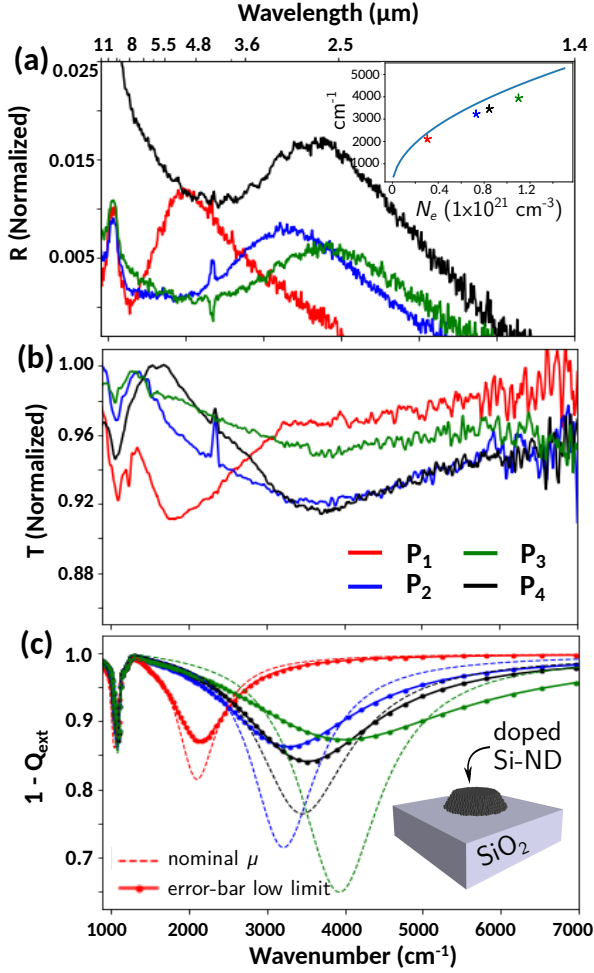 Wavelength (μm)
11 8 5.5 4.8 3.6 2.5 1.4
(a)
0.025
0.015
0.005
R (Normalized)
cm⁻¹
5000
4000
3000
2000
1000
0 0.4 0.8 1.2
Nₑ (1x10²¹ cm⁻³)
(b)
1.00
0.96
0.92
0.88
T (Normalized)
P₁ P₃
P₂ P₄
(c)
1.0
0.9
0.8
0.7
1 - Qₑₓₜ
doped
Si-ND
SiO₂
nominal μ
error-bar low limit
1000 2000 3000 4000 5000 6000 7000
Wavenumber (cm⁻¹)